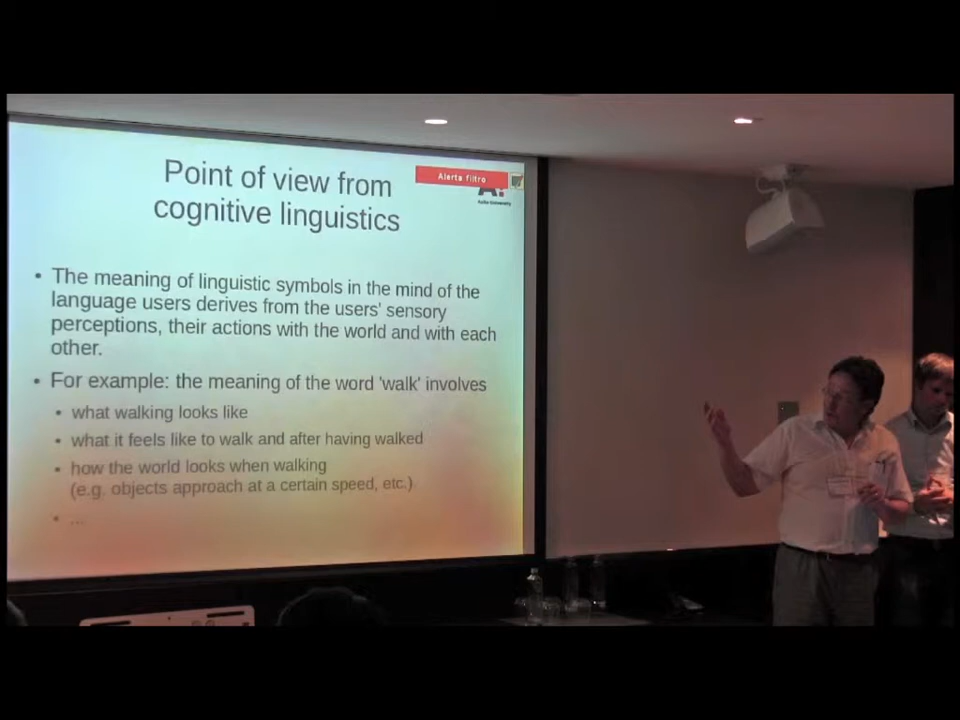 Point of view from
cognitive linguistics
Alerta filtro
A!
Aalto University
• The meaning of linguistic symbols in the mind of the
language users derives from the users' sensory
perceptions, their actions with the world and with each
other.
• For example: the meaning of the word 'walk' involves
• what walking looks like
• what it feels like to walk and after having walked
• how the world looks when walking
(e.g. objects approach at a certain speed, etc.)
• ...